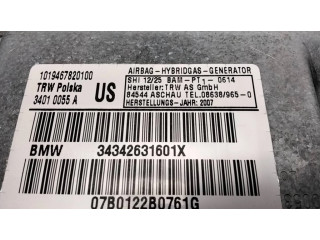 1019467820100
TRW Polska
3401 0055 A
US
AIRBAG-HYBRIDGAS-GENERATOR
SHI 12/25 BAM-PT1-0614
Hersteller:TRW AS GmbH
84544 ASCHAU TEL.08638/965-0
HERSTELLUNGS-JAHR:2007
BMW 34342631601X
07B0122B0761G